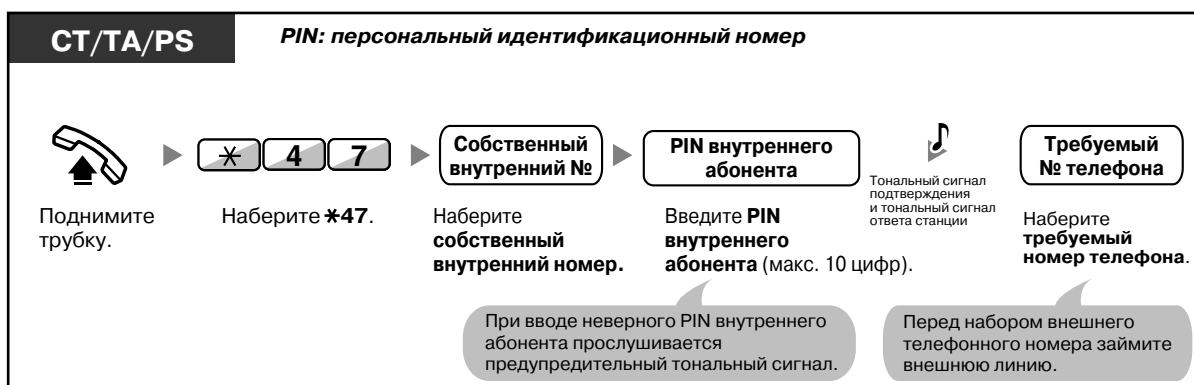 CT/TA/PS
PIN: персональный идентификационный номер
Поднимите
трубку.
✳ 4 7
Наберите ✳47.
Собственный
внутренний №
Наберите
собственный
внутренний номер.
PIN внутреннего
абонента
Введите PIN
внутреннего
абонента (макс. 10 цифр).
При вводе неверного PIN внутреннего
абонента прослушивается
предупредительный тональный сигнал.
Тональный сигнал
подтверждения
и тональный сигнал
ответа станции
Требуемый
№ телефона
Наберите
требуемый
номер телефона.
Перед набором внешнего
телефонного номера займите
внешнюю линию.